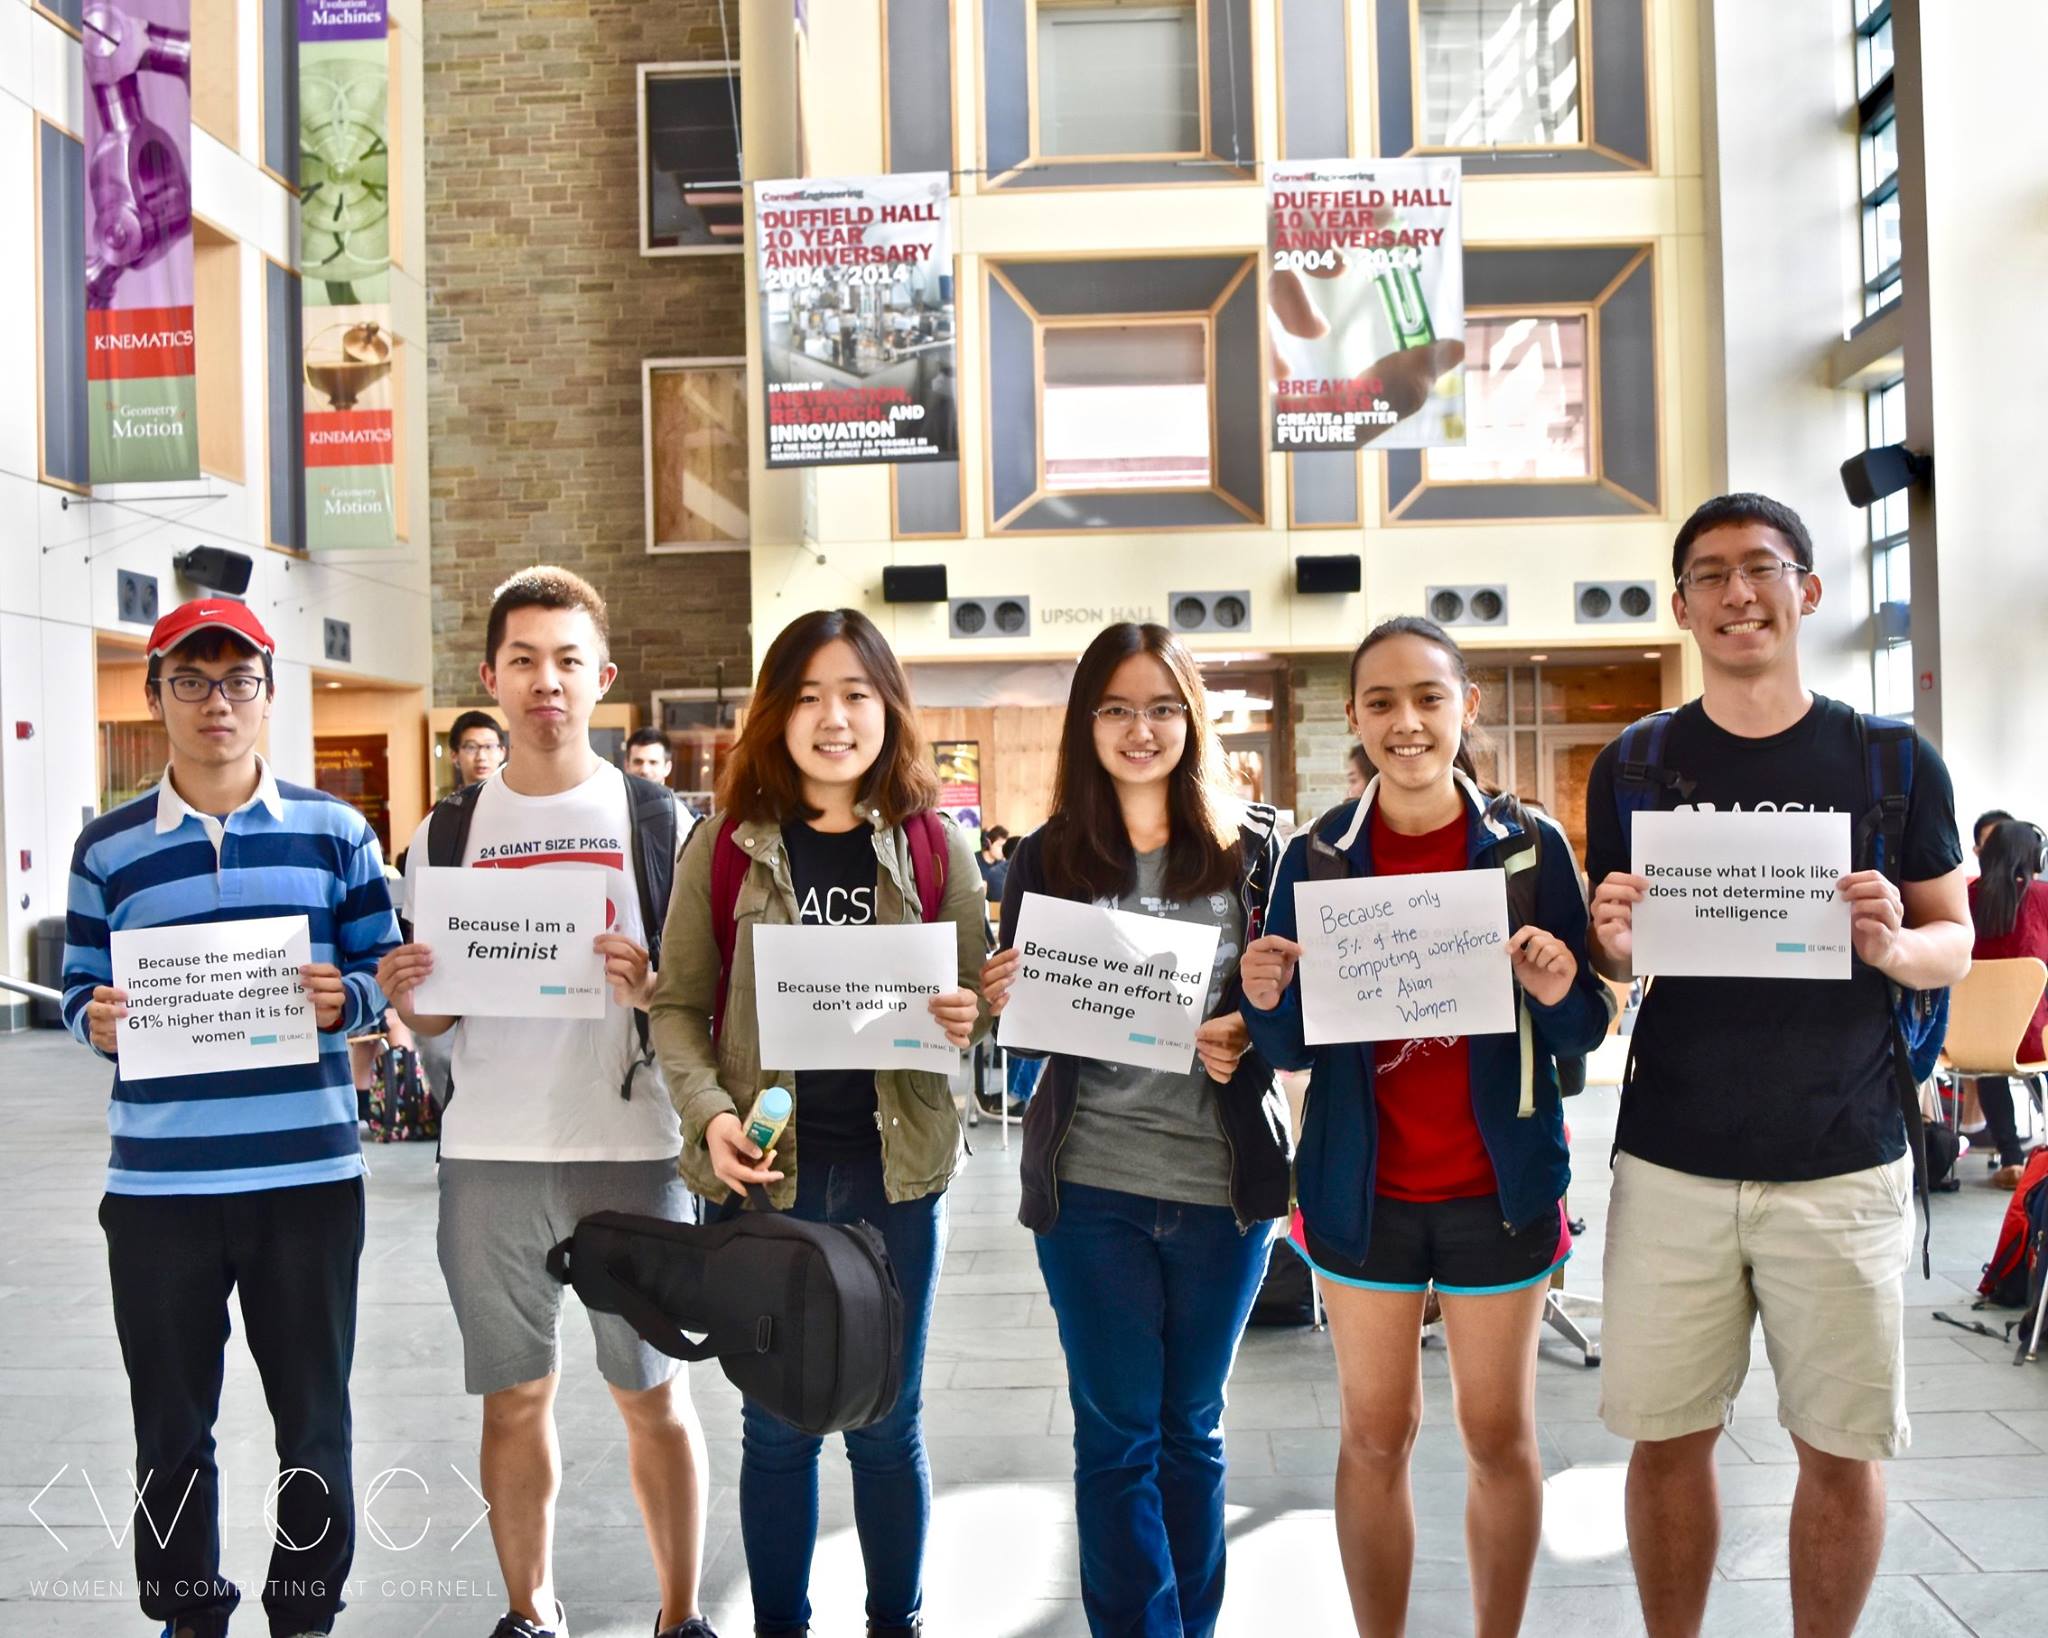 Evolution of
Machines
KINEMATICS
The Geometry of
Motion
KINEMATICS
The Geometry of
Motion
CornellEngineering
DUFFIELD HALL
10 YEAR
ANNIVERSARY
2004 - 2014
10 YEARS OF
INSTRUCTION,
RESEARCH, AND
INNOVATION
AT THE EDGE OF WHAT IS POSSIBLE IN
NANOSCALE SCIENCE AND ENGINEERING
CornellEngineering
DUFFIELD HALL
10 YEAR
ANNIVERSARY
2004 - 2014
BREAKING
to
CREATE a BETTER
FUTURE
UPSON HALL
24 GIANT SIZE PKGS.
ACSU
ACSU
Because the median
income for men with an
undergraduate degree is
61% higher than it is for
women
URMC
Because I am a
feminist
URMC
Because the numbers
don't add up
URMC
Because we all need
to make an effort to
change
URMC
Because only
5% of the
computing workforce
are Asian
Women
Because what I look like
does not determine my
intelligence
URMC
<WICC>
WOMEN IN COMPUTING AT CORNELL